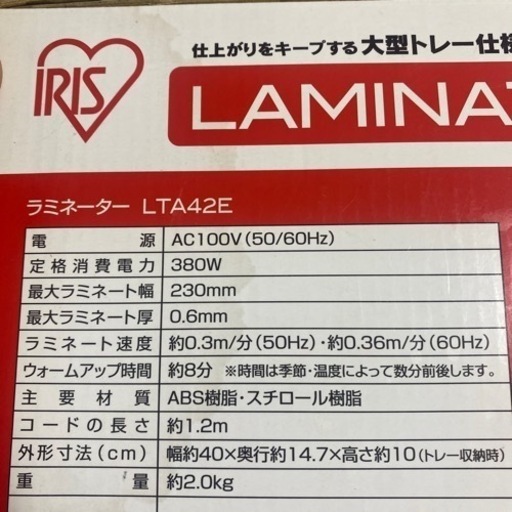 仕上がりをキープする大型トレー仕様
IRIS
LAMINA
ラミネーター LTA42E
電源 AC100V(50/60Hz)
定格消費電力 380W
最大ラミネート幅 230mm
最大ラミネート厚 0.6mm
ラミネート速度 約0.3m/分(50Hz)・約0.36m/分(60Hz)
ウォームアップ時間 約8分 ※時間は季節・温度によって数分前後します。
主要材質 ABS樹脂・スチロール樹脂
コードの長さ 約1.2m
外形寸法(cm) 幅約40×奥行約14.7×高さ約10(トレー収納時)
重量 約2.0kg